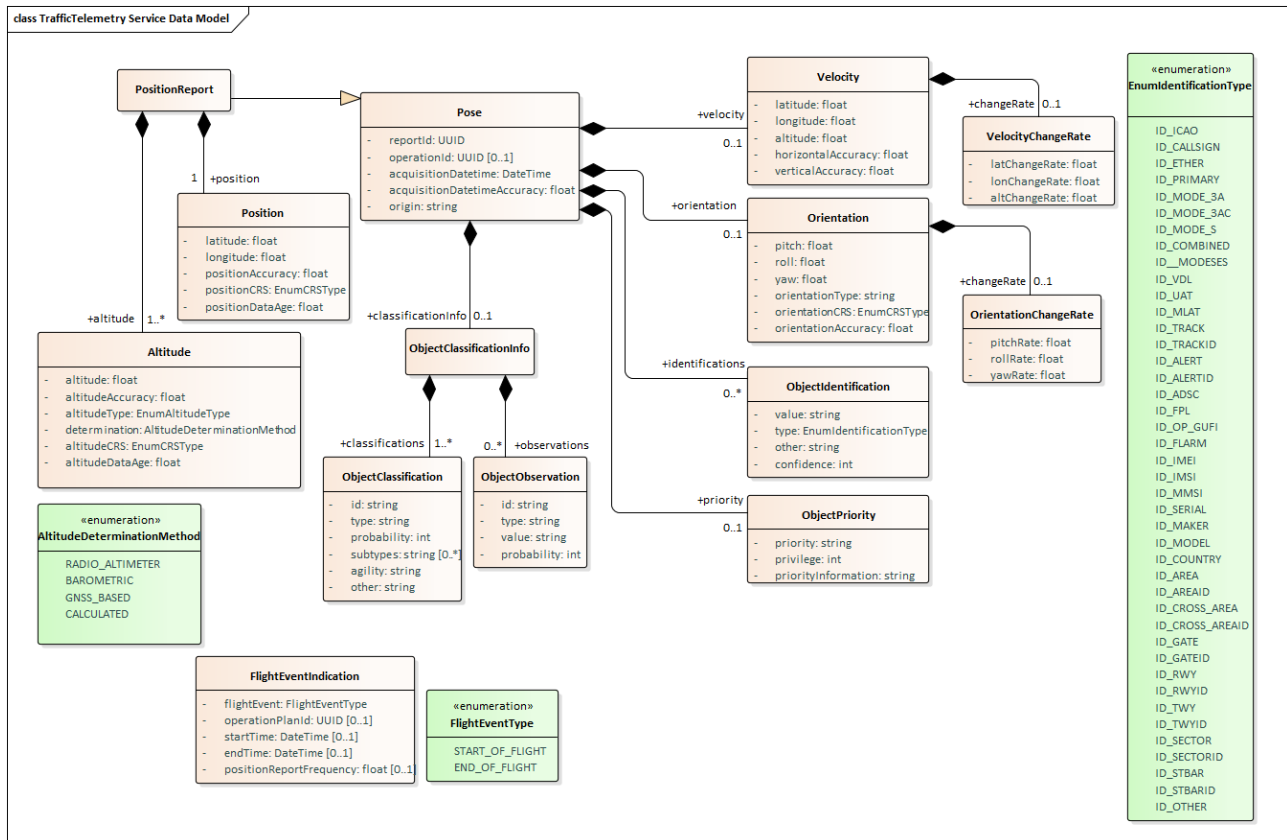 class TrafficTelemetry Service Data Model
PositionReport
+position
1
+altitude
1..*
Position
- latitude: float
- longitude: float
- positionAccuracy: float
- positionCRS: EnumCRSType
- positionDataAge: float
Altitude
- altitude: float
- altitudeAccuracy: float
- altitudeType: EnumAltitudeType
- determination: AltitudeDeterminationMethod
- altitudeCRS: EnumCRSType
- altitudeDataAge: float
«enumeration»
AltitudeDeterminationMethod
RADIO_ALTIMETER
BAROMETRIC
GNSS_BASED
CALCULATED
Pose
- reportId: UUID
- operationId: UUID [0..1]
- acquisitionDatetime: DateTime
- acquisitionDatetimeAccuracy: float
- origin: string
+classificationInfo
0..1
ObjectClassificationInfo
+classifications
1..*
0..*
+observations
ObjectClassification
- id: string
- type: string
- probability: int
- subtypes: string [0..*]
- agility: string
- other: string
ObjectObservation
- id: string
- type: string
- value: string
- probability: int
FlightEventIndication
- flightEvent: FlightEventType
- operationPlanId: UUID [0..1]
- startTime: DateTime [0..1]
- endTime: DateTime [0..1]
- positionReportFrequency: float [0..1]
«enumeration»
FlightEventType
START_OF_FLIGHT
END_OF_FLIGHT
+velocity
0..1
Velocity
- latitude: float
- longitude: float
- altitude: float
- horizontalAccuracy: float
- verticalAccuracy: float
+changeRate
0..1
VelocityChangeRate
- latChangeRate: float
- lonChangeRate: float
- altChangeRate: float
+orientation
0..1
Orientation
- pitch: float
- roll: float
- yaw: float
- orientationType: string
- orientationCRS: EnumCRSType
- orientationAccuracy: float
+changeRate
0..1
OrientationChangeRate
- pitchRate: float
- rollRate: float
- yawRate: float
+identifications
0..*
ObjectIdentification
- value: string
- type: EnumIdentificationType
- other: string
- confidence: int
+priority
0..1
ObjectPriority
- priority: string
- privilege: int
- priorityInformation: string
«enumeration»
EnumIdentificationType
ID_ICAO
ID_CALLSIGN
ID_ETHER
ID_PRIMARY
ID_MODE_3A
ID_MODE_3AC
ID_MODE_S
ID_COMBINED
ID__MODESES
ID_VDL
ID_UAT
ID_MLAT
ID_TRACK
ID_TRACKID
ID_ALERT
ID_ALERTID
ID_ADSC
ID_FPL
ID_OP_GUFI
ID_FLARM
ID_IMEI
ID_IMSI
ID_MMSI
ID_SERIAL
ID_MAKER
ID_MODEL
ID_COUNTRY
ID_AREA
ID_AREAID
ID_CROSS_AREA
ID_CROSS_AREAID
ID_GATE
ID_GATEID
ID_RWY
ID_RWYID
ID_TWY
ID_TWYID
ID_SECTOR
ID_SECTORID
ID_STBAR
ID_STBARID
ID_OTHER